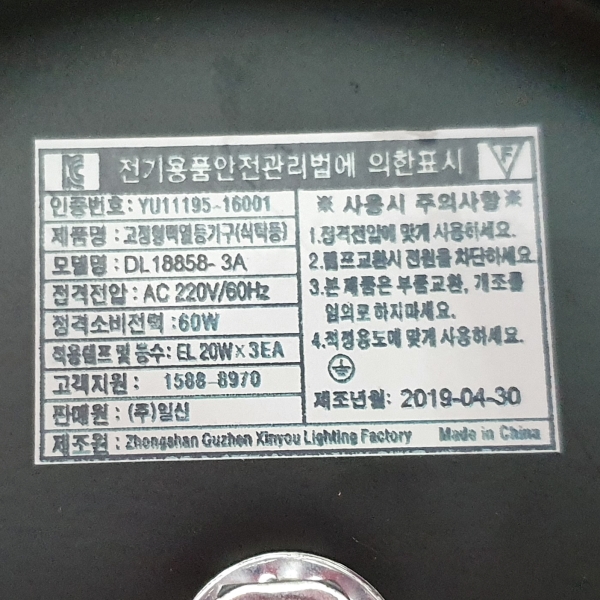 전기용품안전관리법에 의한표시
인증번호: YU11195-16001
제품명: 고정형백열등기구(식탁등)
모델명: DL18858-3A
정격전압: AC 220V/60Hz
정격소비전력: 60W
적용램프 및 등수: EL 20W×3EA
고객지원: 1588-8970
판매원: (주)일신
제조원: Zhongshan Guzhen Xinyou Lighting Factory Made in China
※ 사용시 주의사항 ※
1.정격전압에 맞게 사용하세요.
2.램프교환시 전원을 차단하세요.
3.본 제품은 부품교환, 개조를
임의로 하지마세요.
4.적정용도에 맞게 사용하세요.
제조년월: 2019-04-30